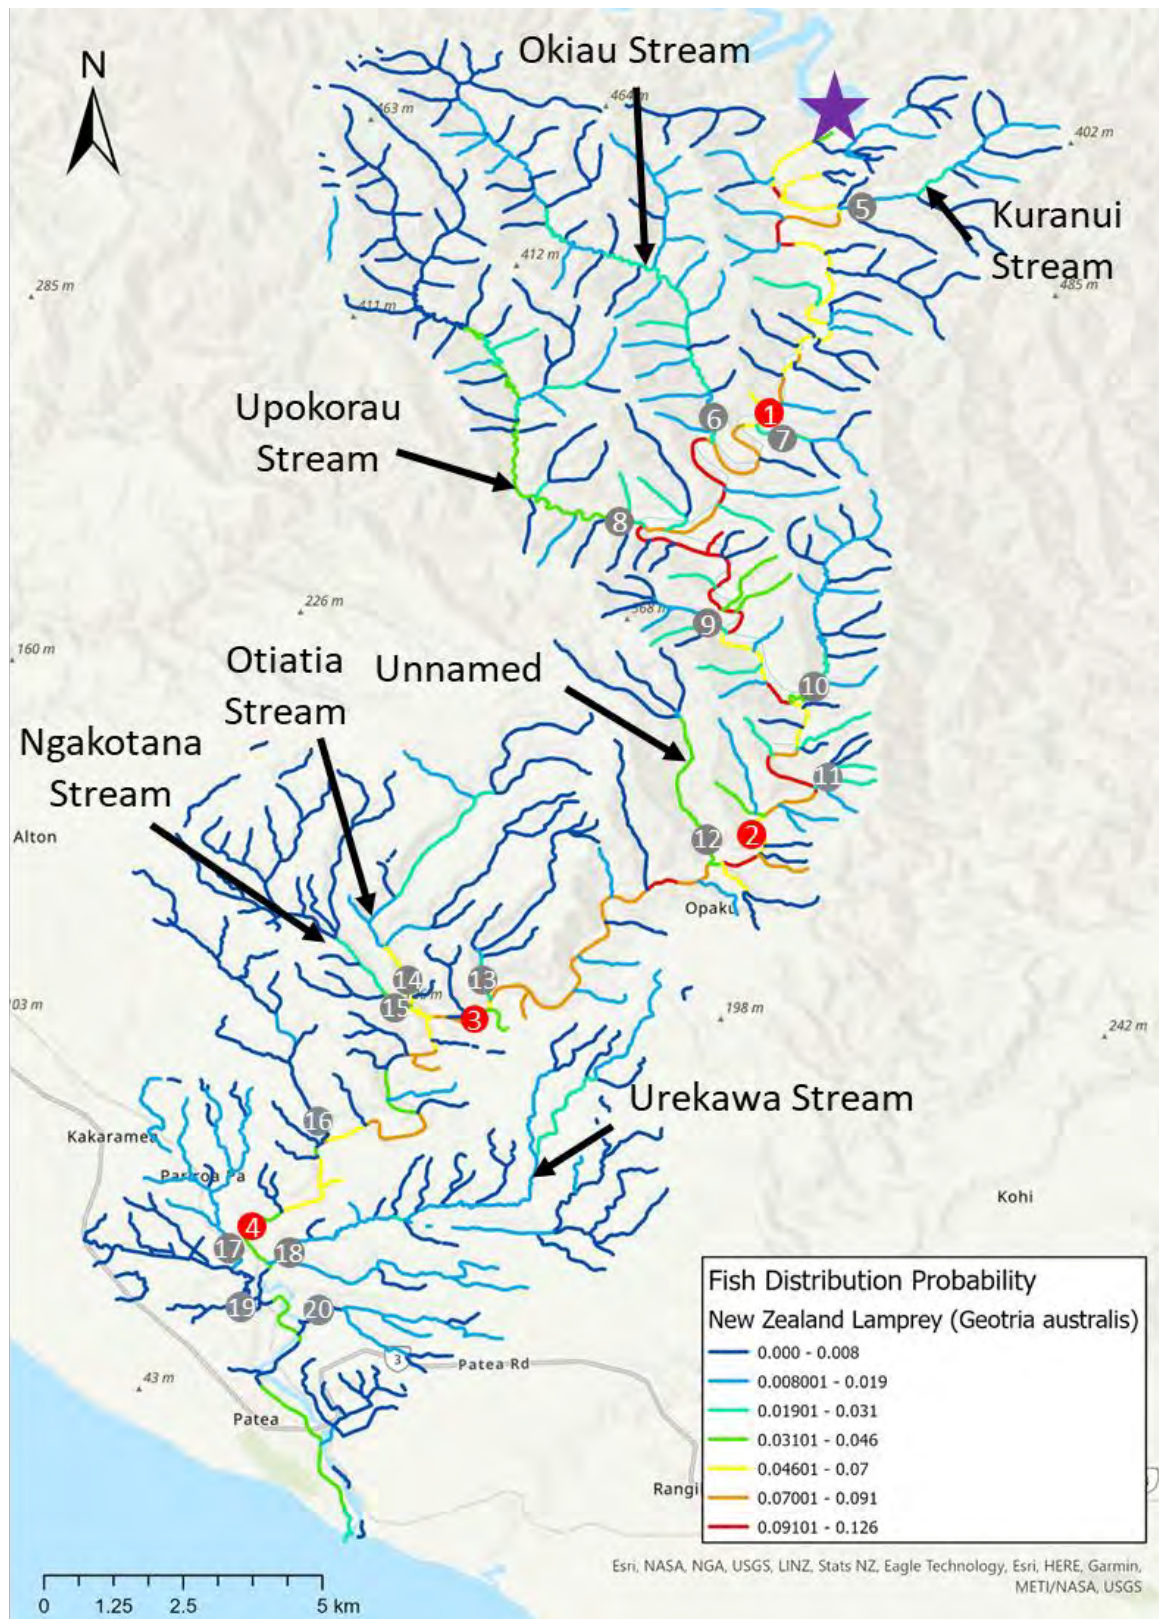 Okiau Stream
N
463 m
464 m
402 m
5
Kuranui
Stream
412 m
285 m
485 m
411 m
Upokorau
Stream
6
1
7
8
226 m
568 m
9
160 m
Otiatia
Stream
Unnamed
10
Ngakotana
Stream
11
Alton
12
2
Opaku
14
13
15
3
198 m
242 m
Urekawa Stream
16
Kakaramea
Pariroa Pa
Kohi
4
17
18
19
20
3
Patea Rd
43 m
Patea
Fish Distribution Probability
New Zealand Lamprey (Geotria australis)
0.000 - 0.008
0.008001 - 0.019
0.01901 - 0.031
0.03101 - 0.046
0.04601 - 0.07
0.07001 - 0.091
0.09101 - 0.126
Rangi
Esri, NASA, NGA, USGS, LINZ, Stats NZ, Eagle Technology, Esri, HERE, Garmin,
METI/NASA, USGS
0 1.25 2.5 5 km